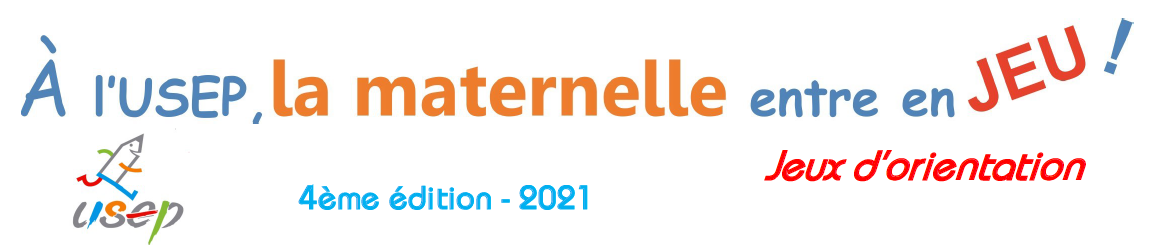 À l'USEP, la maternelle entre en JEU !
Jeux d'orientation
4ème édition - 2021
usep